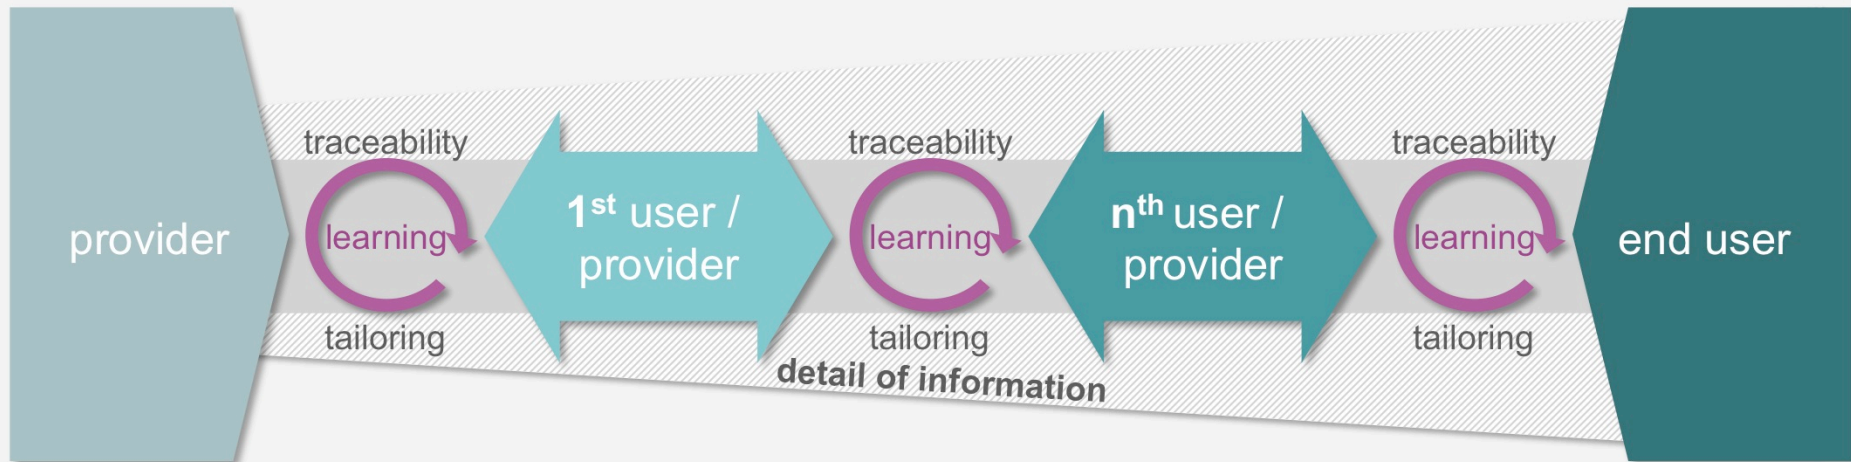 provider
traceability
learning
tailoring
1st user /
provider
traceability
learning
tailoring
nth user /
provider
traceability
learning
tailoring
end user
detail of information